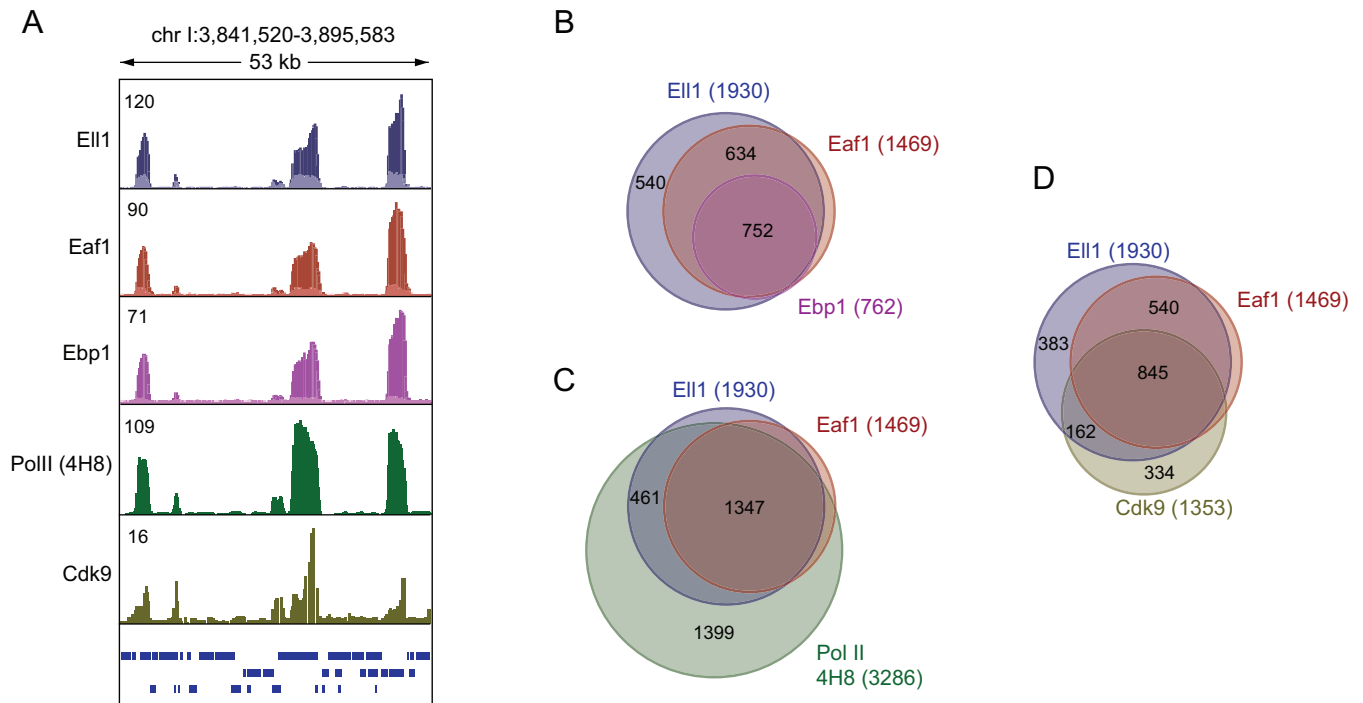 A
chr I:3,841,520-3,895,583
53 kb
120
Ell1
90
Eaf1
71
Ebp1
109
PolII (4H8)
16
Cdk9
B
Ell1 (1930)
Eaf1 (1469)
634
540
752
Ebp1 (762)
C
Ell1 (1930)
Eaf1 (1469)
461
1347
1399
Pol II
4H8 (3286)
D
Ell1 (1930)
Eaf1 (1469)
540
383
845
162
334
Cdk9 (1353)